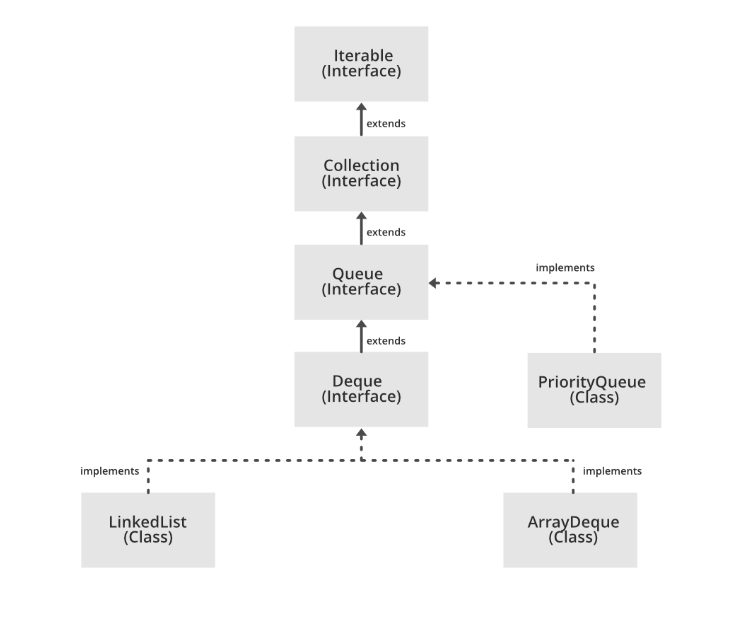 Iterable
(Interface)
extends
Collection
(Interface)
extends
Queue
(Interface)
implements
extends
Deque
(Interface)
PriorityQueue
(Class)
implements
implements
LinkedList
(Class)
ArrayDeque
(Class)